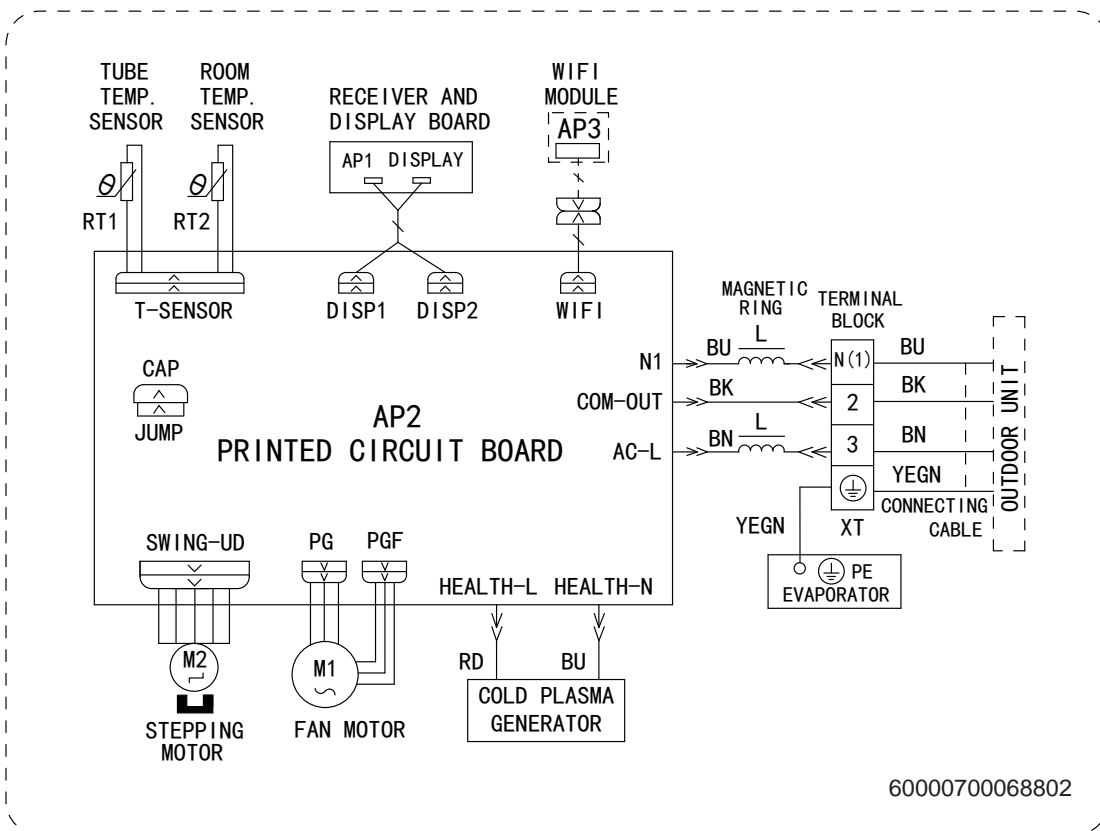 TUBE
TEMP.
SENSOR
ROOM
TEMP.
SENSOR
RECEIVER AND
DISPLAY BOARD
AP1 DISPLAY
WIFI
MODULE
AP3
θ
RT1
θ
RT2
T-SENSOR
DISP1
DISP2
WIFI
CAP
JUMP
AP2
PRINTED CIRCUIT BOARD
N1
COM-OUT
AC-L
MAGNETIC
RING
TERMINAL
BLOCK
BU
L
N(1)
BU
BK
2
BK
BN
L
3
BN
YEGN
XT
CONNECTING
CABLE
OUTDOOR UNIT
YEGN
PE
EVAPORATOR
SWING-UD
PG
PGF
HEALTH-L
HEALTH-N
M2
STEPPING
MOTOR
M1
FAN MOTOR
RD
BU
COLD PLASMA
GENERATOR
60000700068802